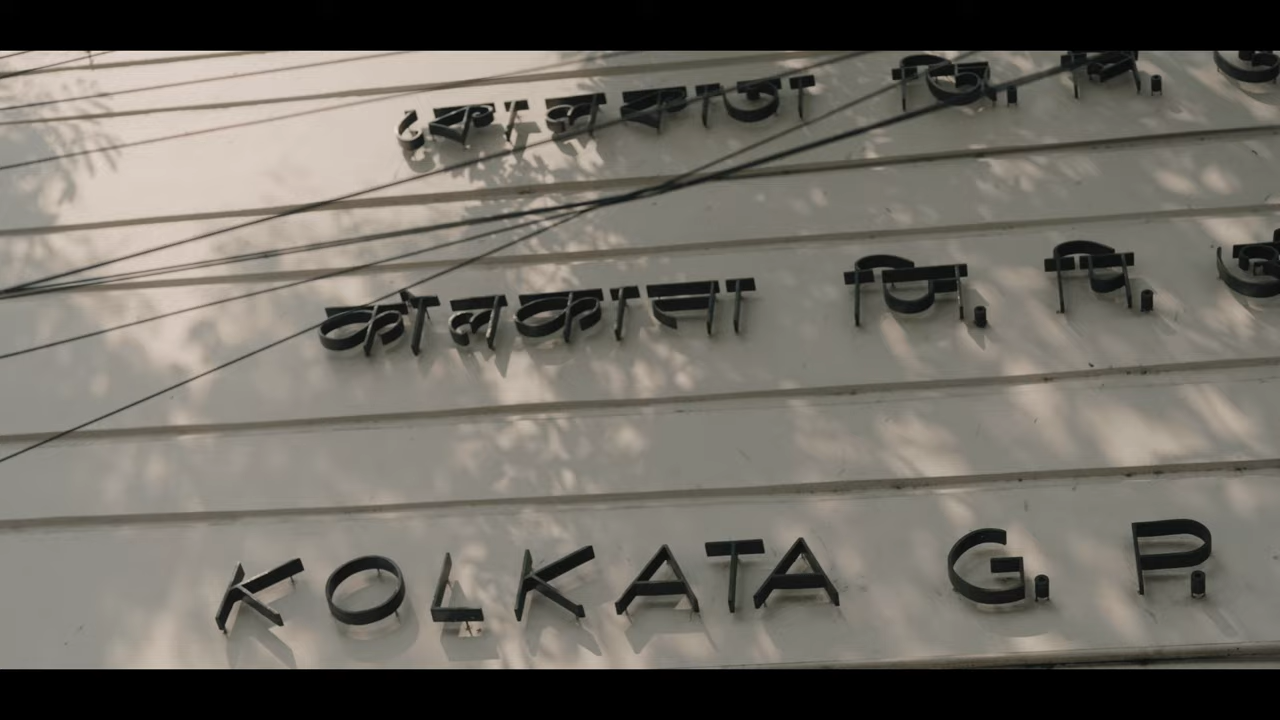 কোলকাতা জি. পি.
कोलकाता जी. पी.
KOLKATA G. P.